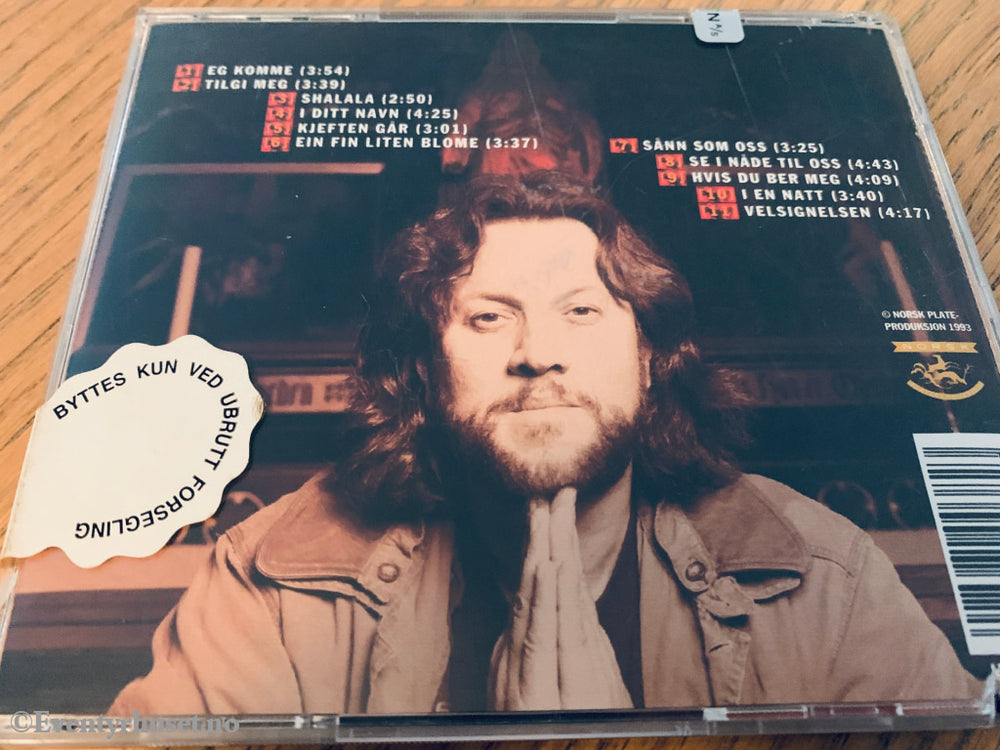 NA/S
1 EG KOMME (3:54)
2 TILGI MEG (3:39)
3 SHALALA (2:50)
4 I DITT NAVN (4:25)
5 KJEFTEN GÅR (3:01)
6 EIN FIN LITEN BLOME (3:37)
7 SÅNN SOM OSS (3:25)
8 SE I NÅDE TIL OSS (4:43)
9 HVIS DU BER MEG (4:09)
10 I EN NATT (3:40)
11 VELSIGNELSEN (4:17)
© NORSK PLATE-
PRODUKSJON 1993
NORSK
BYTTES KUN VED UBRUTT FORSEGLING
©Eventyrhuset.no